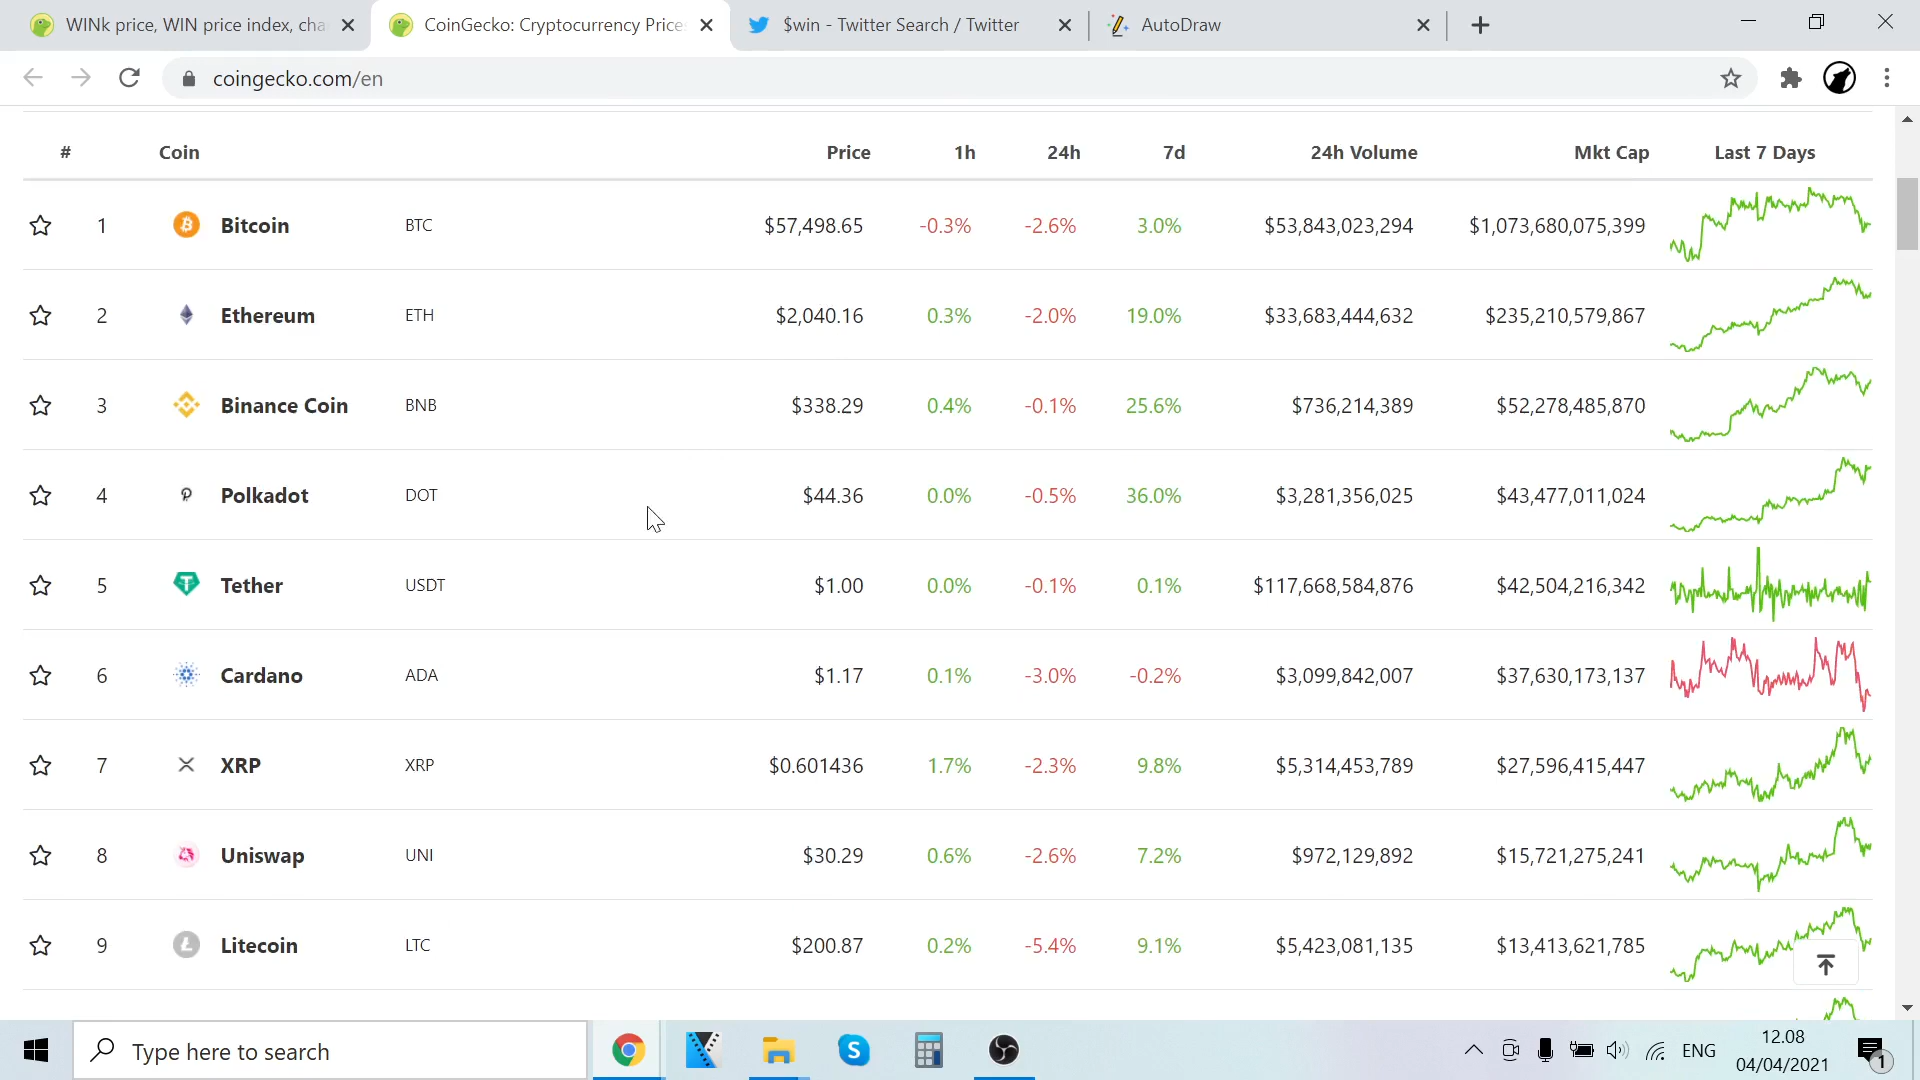 WINk price, WIN price index, cha
CoinGecko: Cryptocurrency Price
$win - Twitter Search / Twitter
AutoDraw
coingecko.com/en
# Coin Price 1h 24h 7d 24h Volume Mkt Cap Last 7 Days
1 Bitcoin BTC $57,498.65 -0.3% -2.6% 3.0% $53,843,023,294 $1,073,680,075,399
2 Ethereum ETH $2,040.16 0.3% -2.0% 19.0% $33,683,444,632 $235,210,579,867
3 Binance Coin BNB $338.29 0.4% -0.1% 25.6% $736,214,389 $52,278,485,870
4 Polkadot DOT $44.36 0.0% -0.5% 36.0% $3,281,356,025 $43,477,011,024
5 Tether USDT $1.00 0.0% -0.1% 0.1% $117,668,584,876 $42,504,216,342
6 Cardano ADA $1.17 0.1% -3.0% -0.2% $3,099,842,007 $37,630,173,137
7 XRP XRP $0.601436 1.7% -2.3% 9.8% $5,314,453,789 $27,596,415,447
8 Uniswap UNI $30.29 0.6% -2.6% 7.2% $972,129,892 $15,721,275,241
9 Litecoin LTC $200.87 0.2% -5.4% 9.1% $5,423,081,135 $13,413,621,785
Type here to search
ENG
12.08
04/04/2021
1